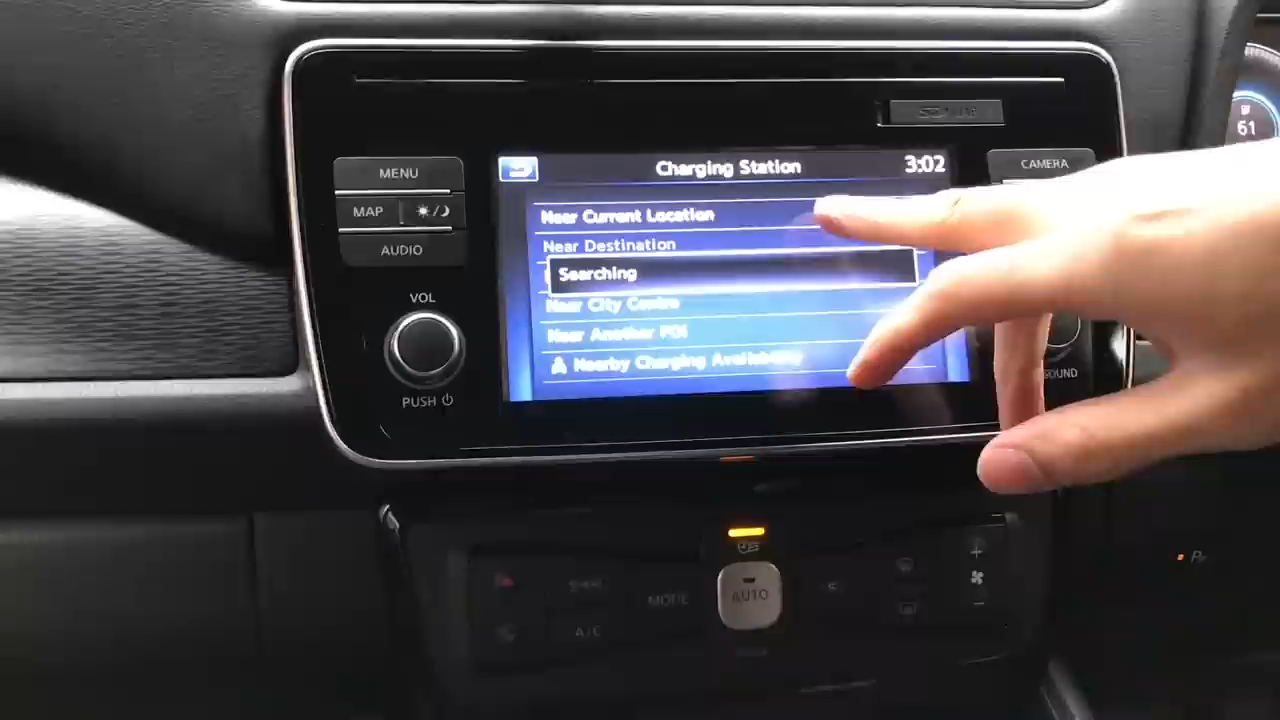 MENU
MAP
AUDIO
VOL
PUSH
Charging Station
3:02
Near Current Location
Near Destination
Searching
Near City Centre
Near Another POI
Nearby Charging Availability
CAMERA
61
MODE
AUTO
A/C